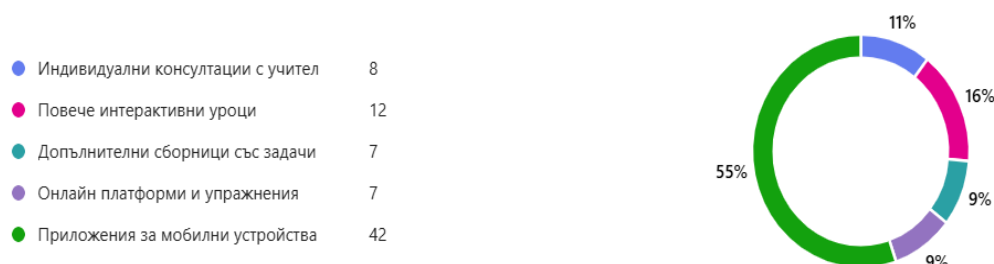 11%
Индивидуални консултации с учител 8
Повече интерактивни уроци 12
16%
Допълнителни сборници със задачи 7
55%
Онлайн платформи и упражнения 7
9%
Приложения за мобилни устройства 42
9%